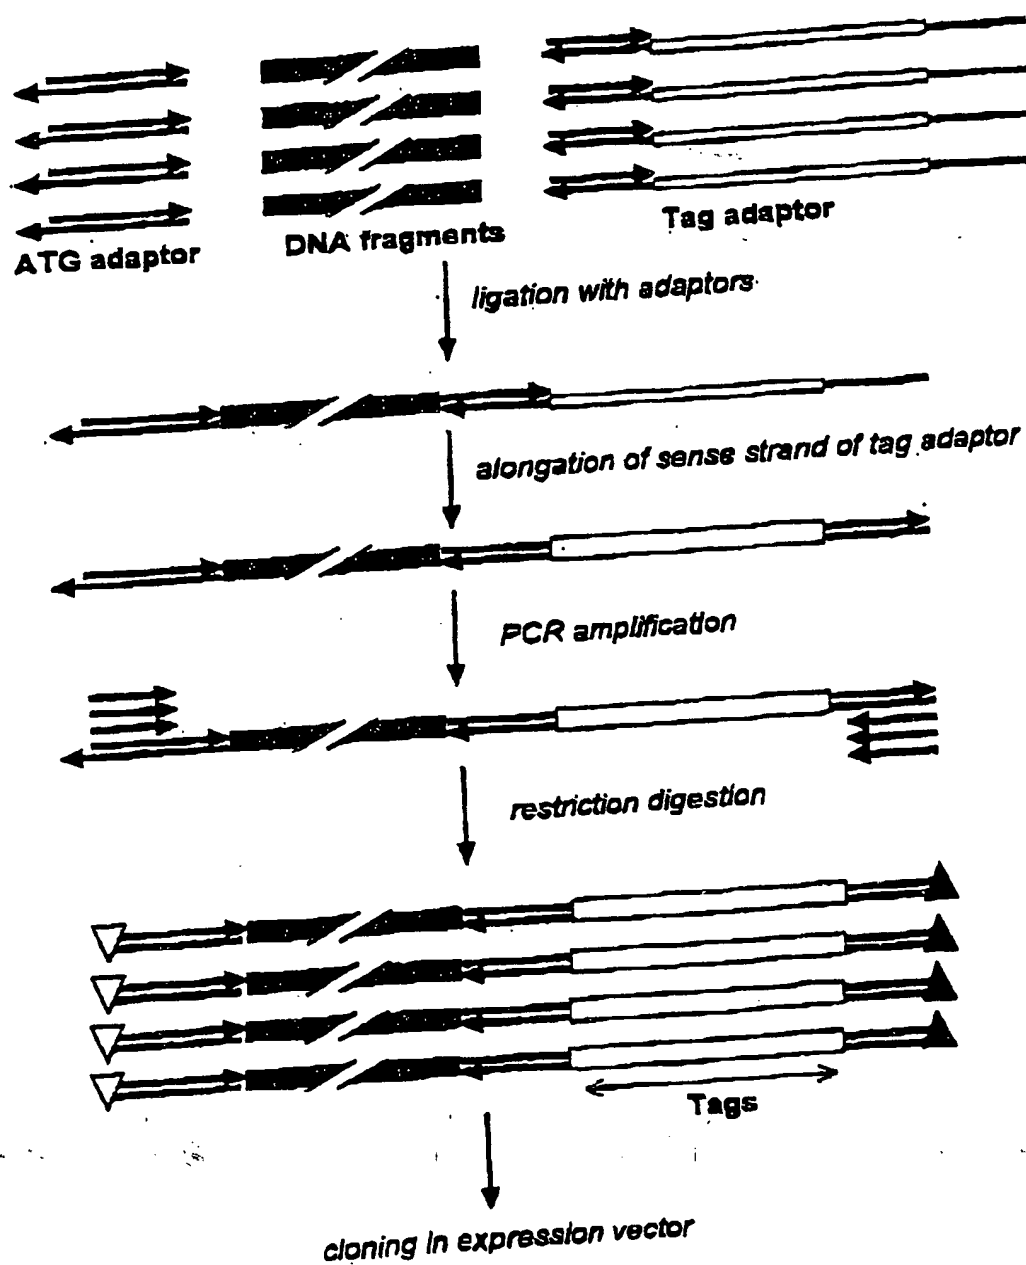 ATG adaptor
DNA fragments
Tag adaptor
ligation with adaptors
alongation of sense strand of tag adaptor
PCR amplification
restriction digestion
Tags
cloning in expression vector